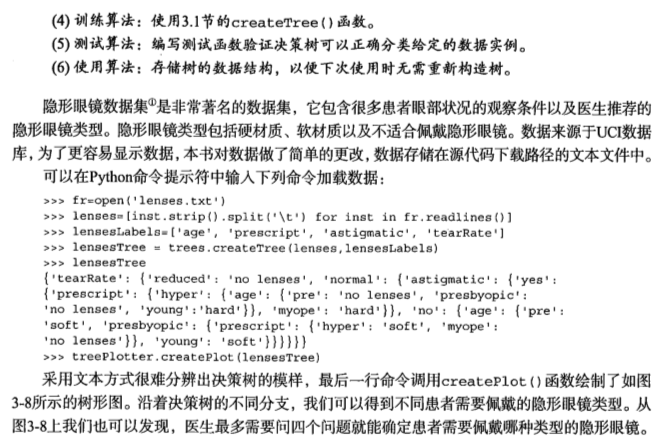 (4) 训练算法：使用3.1节的createTree()函数。
(5) 测试算法：编写测试函数验证决策树可以正确分类给定的数据实例。
(6) 使用算法：存储树的数据结构，以便下次使用时无需重新构造树。
隐形眼镜数据集①是非常著名的数据集，它包含很多患者眼部状况的观察条件以及医生推荐的
隐形眼镜类型。隐形眼镜类型包括硬材质、软材质以及不适合佩戴隐形眼镜。数据来源于UCI数据
库，为了更容易显示数据，本书对数据做了简单的更改，数据存储在源代码下载路径的文本文件中。
可以在Python命令提示符中输入下列命令加载数据：
>>> fr=open('lenses.txt')
>>> lenses=[inst.strip().split('\t') for inst in fr.readlines()]
>>> lensesLabels=['age', 'prescript', 'astigmatic', 'tearRate']
>>> lensesTree = trees.createTree(lenses,lensesLabels)
>>> lensesTree
{'tearRate': {'reduced': 'no lenses', 'normal': {'astigmatic': {'yes':
{'prescript': {'hyper': {'age': {'pre': 'no lenses', 'presbyopic':
'no lenses', 'young':'hard'}}, 'myope': 'hard'}}, 'no': {'age': {'pre':
'soft', 'presbyopic': {'prescript': {'hyper': 'soft', 'myope':
'no lenses'}}, 'young': 'soft'}}}}}}
>>> treePlotter.createPlot(lensesTree)
采用文本方式很难分辨出决策树的模样，最后一行命令调用createPlot()函数绘制了如图
3-8所示的树形图。沿着决策树的不同分支，我们可以得到不同患者需要佩戴的隐形眼镜类型。从
图3-8上我们也可以发现，医生最多需要问四个问题就能确定患者需要佩戴哪种类型的隐形眼镜。